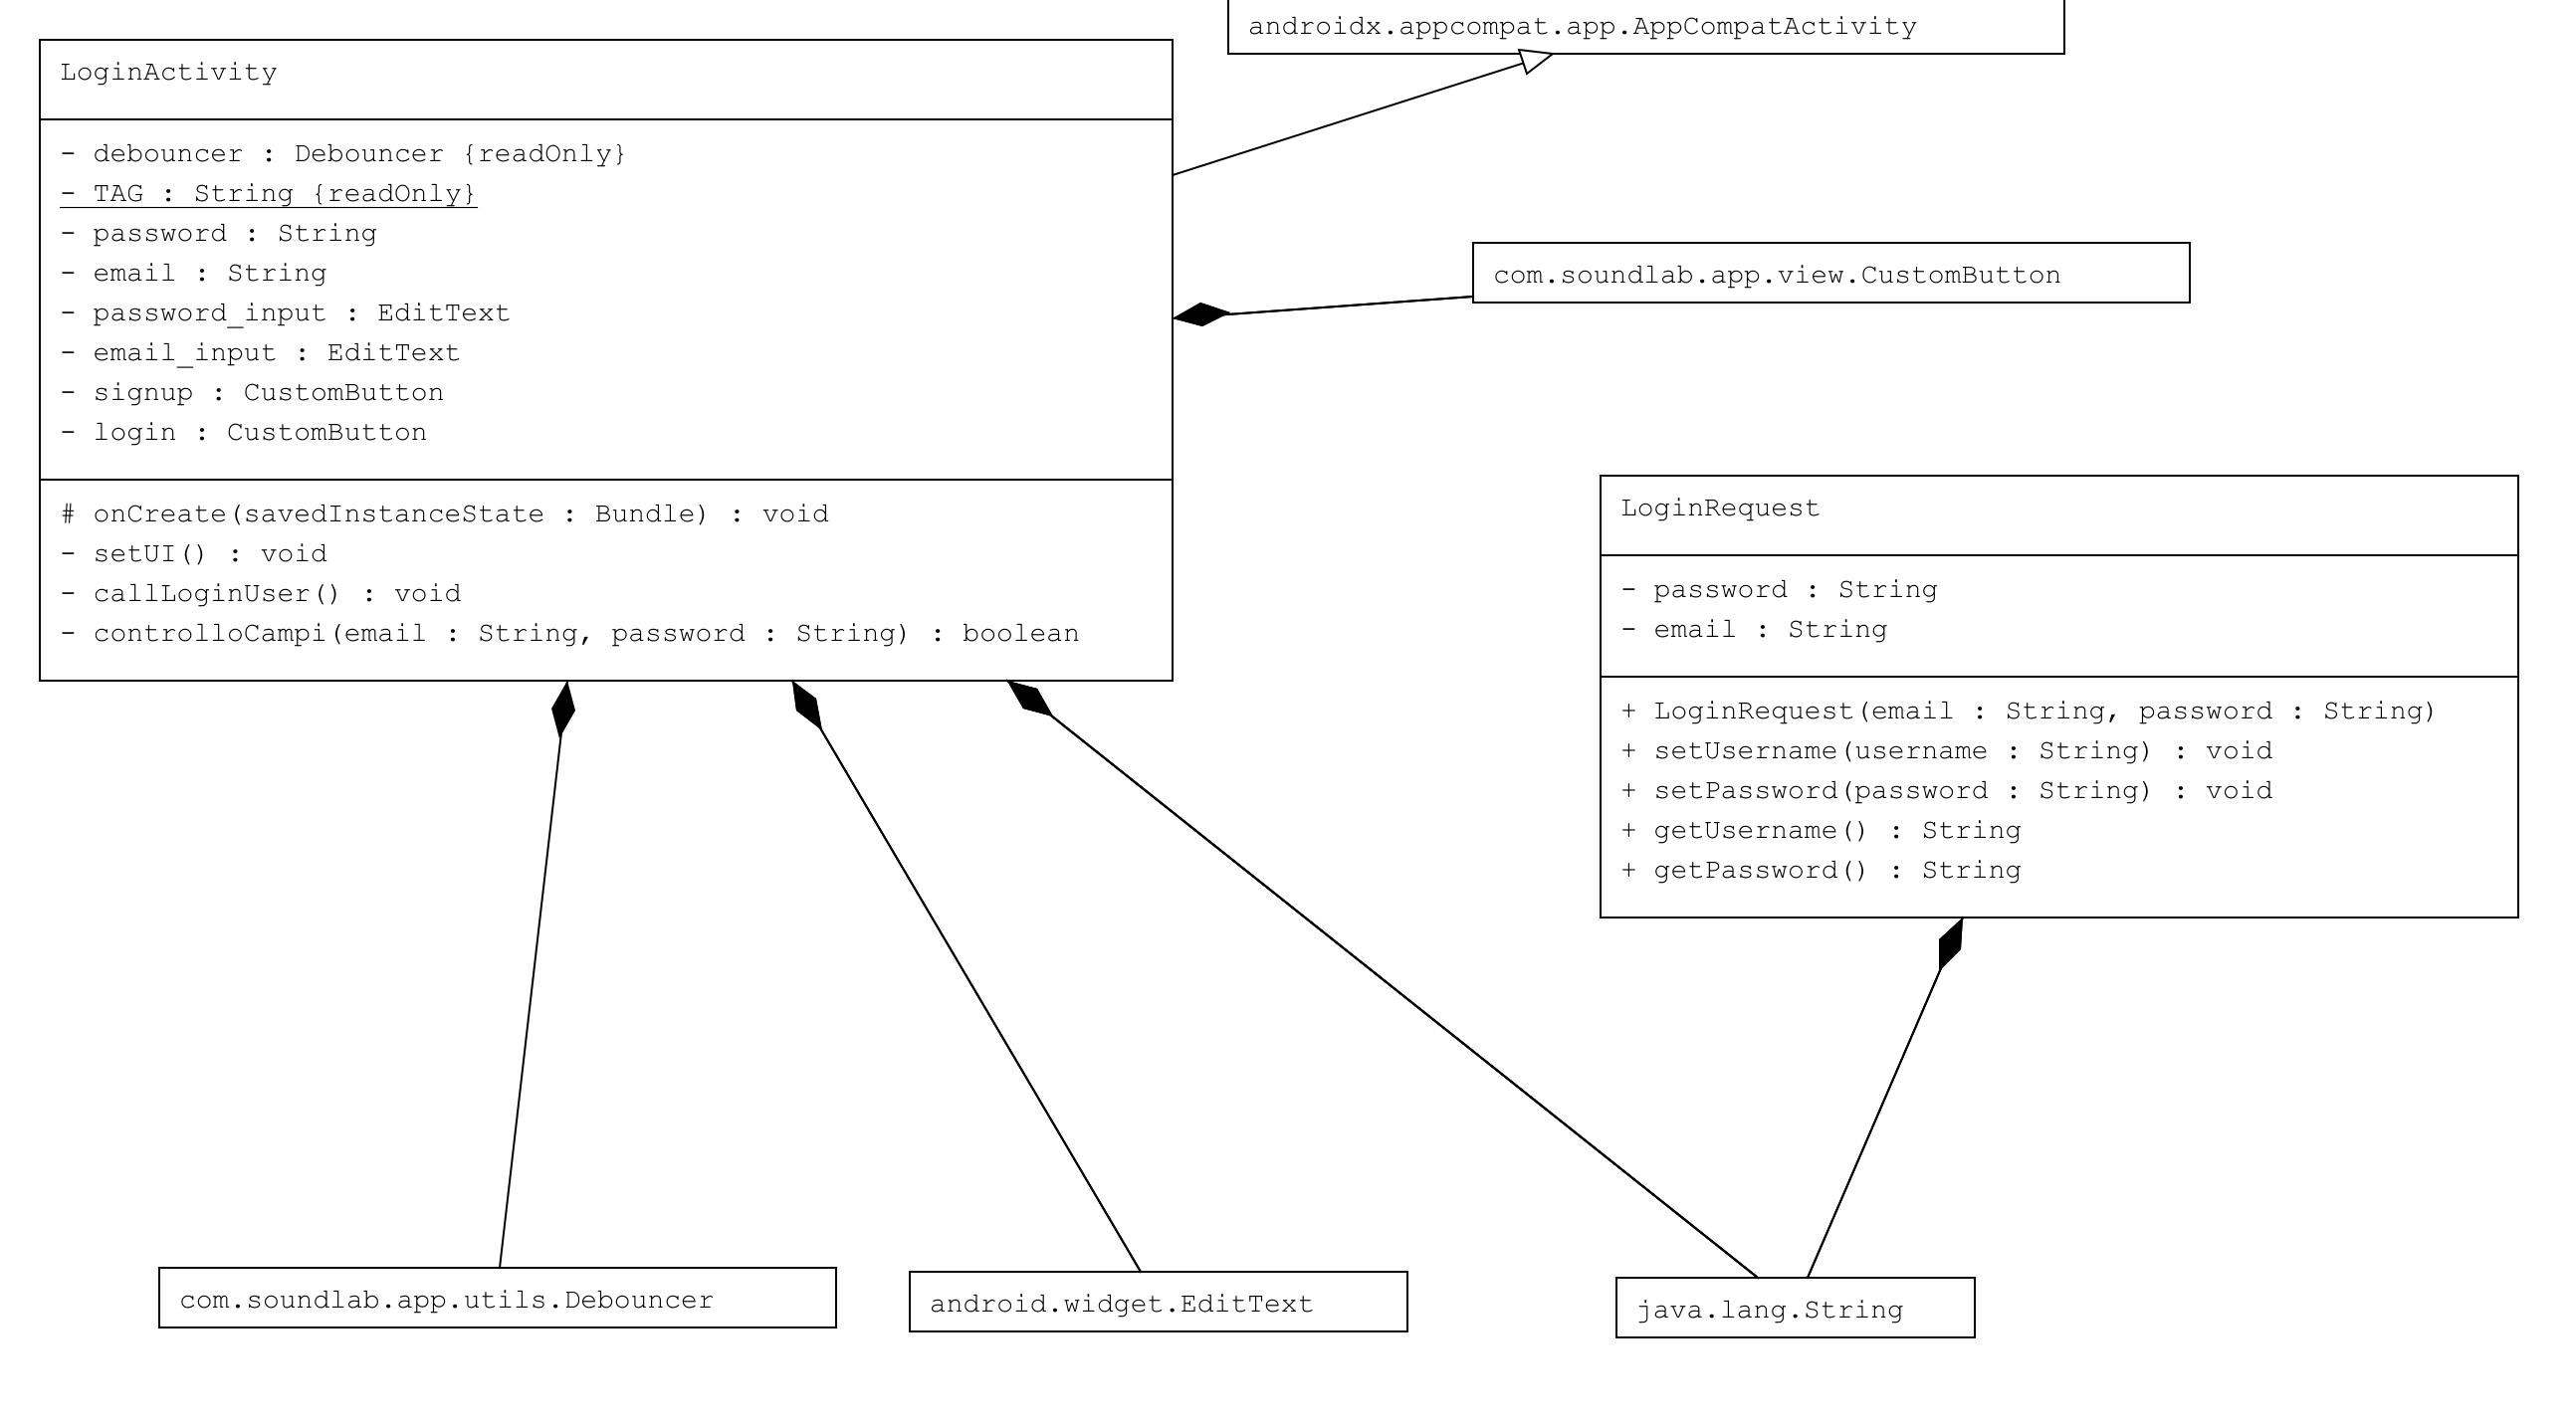 androidx.appcompat.app.AppCompatActivity
LoginActivity
- debouncer : Debouncer {readOnly}
- TAG : String {readOnly}
- password : String
- email : String
- password_input : EditText
- email_input : EditText
- signup : CustomButton
- login : CustomButton
# onCreate(savedInstanceState : Bundle) : void
- setUI() : void
- callLoginUser() : void
- controlloCampi(email : String, password : String) : boolean
com.soundlab.app.view.CustomButton
LoginRequest
- password : String
- email : String
+ LoginRequest(email : String, password : String)
+ setUsername(username : String) : void
+ setPassword(password : String) : void
+ getUsername() : String
+ getPassword() : String
com.soundlab.app.utils.Debouncer
android.widget.EditText
java.lang.String